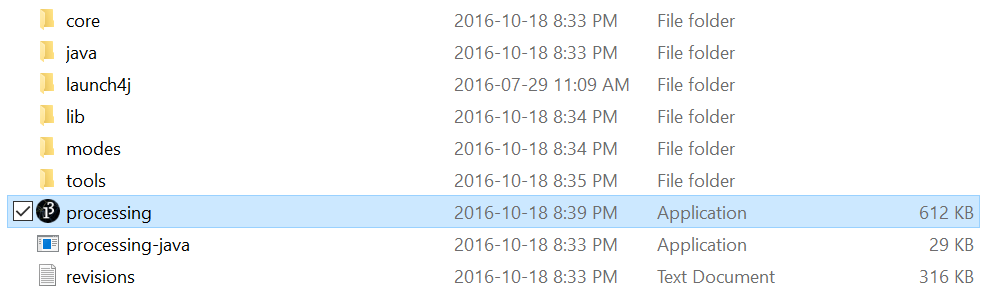 core 2016-10-18 8:33 PM File folder
java 2016-10-18 8:33 PM File folder
launch4j 2016-07-29 11:09 AM File folder
lib 2016-10-18 8:34 PM File folder
modes 2016-10-18 8:34 PM File folder
tools 2016-10-18 8:35 PM File folder
processing 2016-10-18 8:39 PM Application 612 KB
processing-java 2016-10-18 8:33 PM Application 29 KB
revisions 2016-10-18 8:33 PM Text Document 316 KB